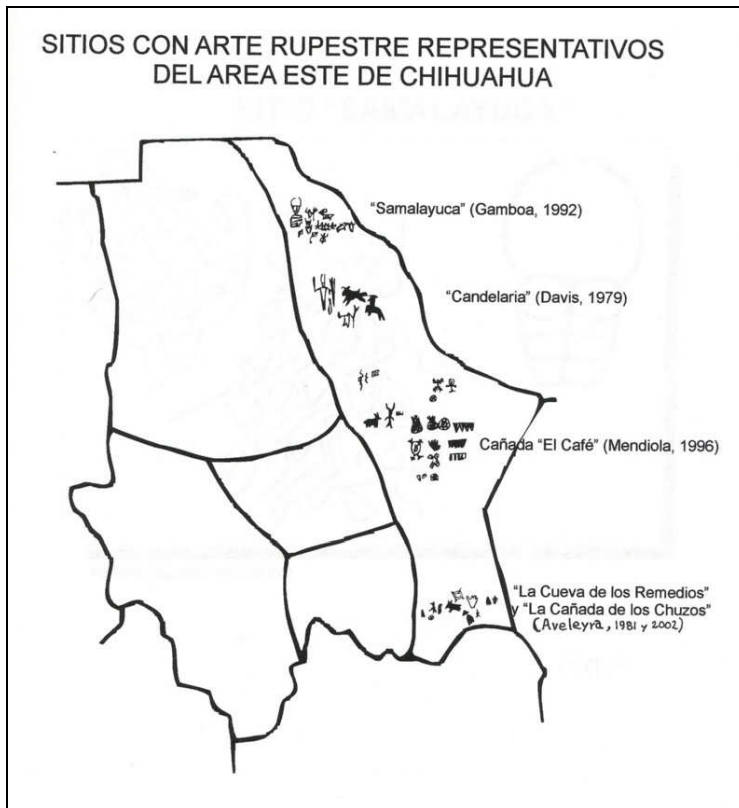 SITIOS CON ARTE RUPESTRE REPRESENTATIVOS
DEL AREA ESTE DE CHIHUAHUA
"Samalayuca" (Gamboa, 1992)
"Candelaria" (Davis, 1979)
Cañada "El Café" (Mendiola, 1996)
"La Cueva de los Remedios"
y "La Cañada de los Chuzos"
(Aveleyra, 1981 y 2002)